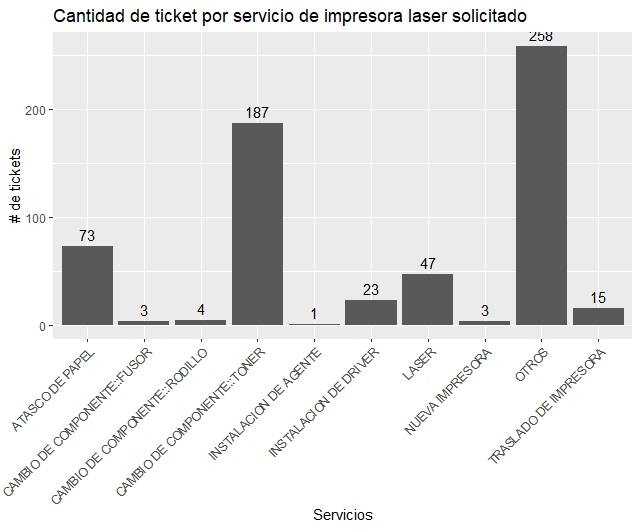 Cantidad de ticket por servicio de impresora laser solicitado
# de tickets
200
100
0
73
3
4
187
1
23
47
3
258
15
ATASCO DE PAPEL
CAMBIO DE COMPONENTE::FUSOR
CAMBIO DE COMPONENTE::RODILLO
CAMBIO DE COMPONENTE::TONER
INSTALACION DE AGENTE
INSTALACION DE DRIVER
LASER
NUEVA IMPRESORA
OTROS
TRASLADO DE IMPRESORA
Servicios